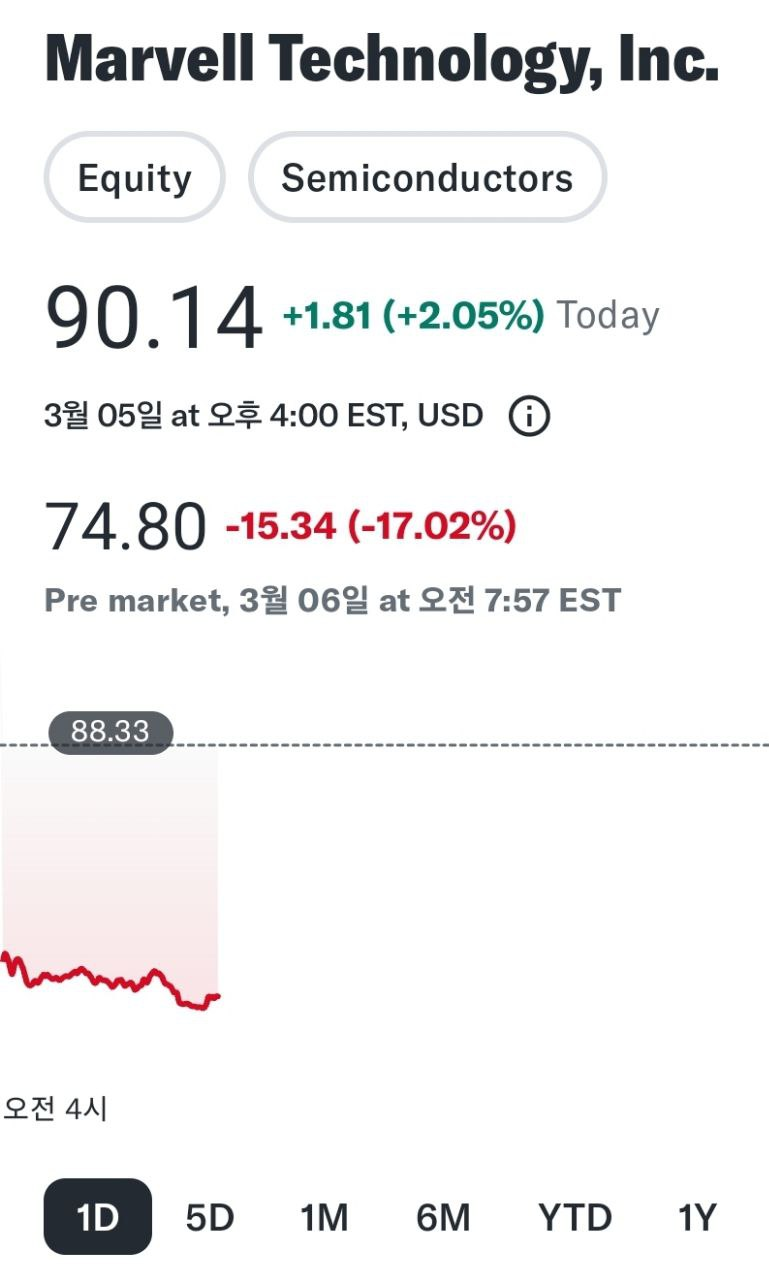 Marvell Technology, Inc.
Equity Semiconductors
90.14 +1.81 (+2.05%) Today
3월 05일 at 오후 4:00 EST, USD
74.80 -15.34 (-17.02%)
Pre market, 3월 06일 at 오전 7:57 EST
88.33
오전 4시
1D 5D 1M 6M YTD 1Y